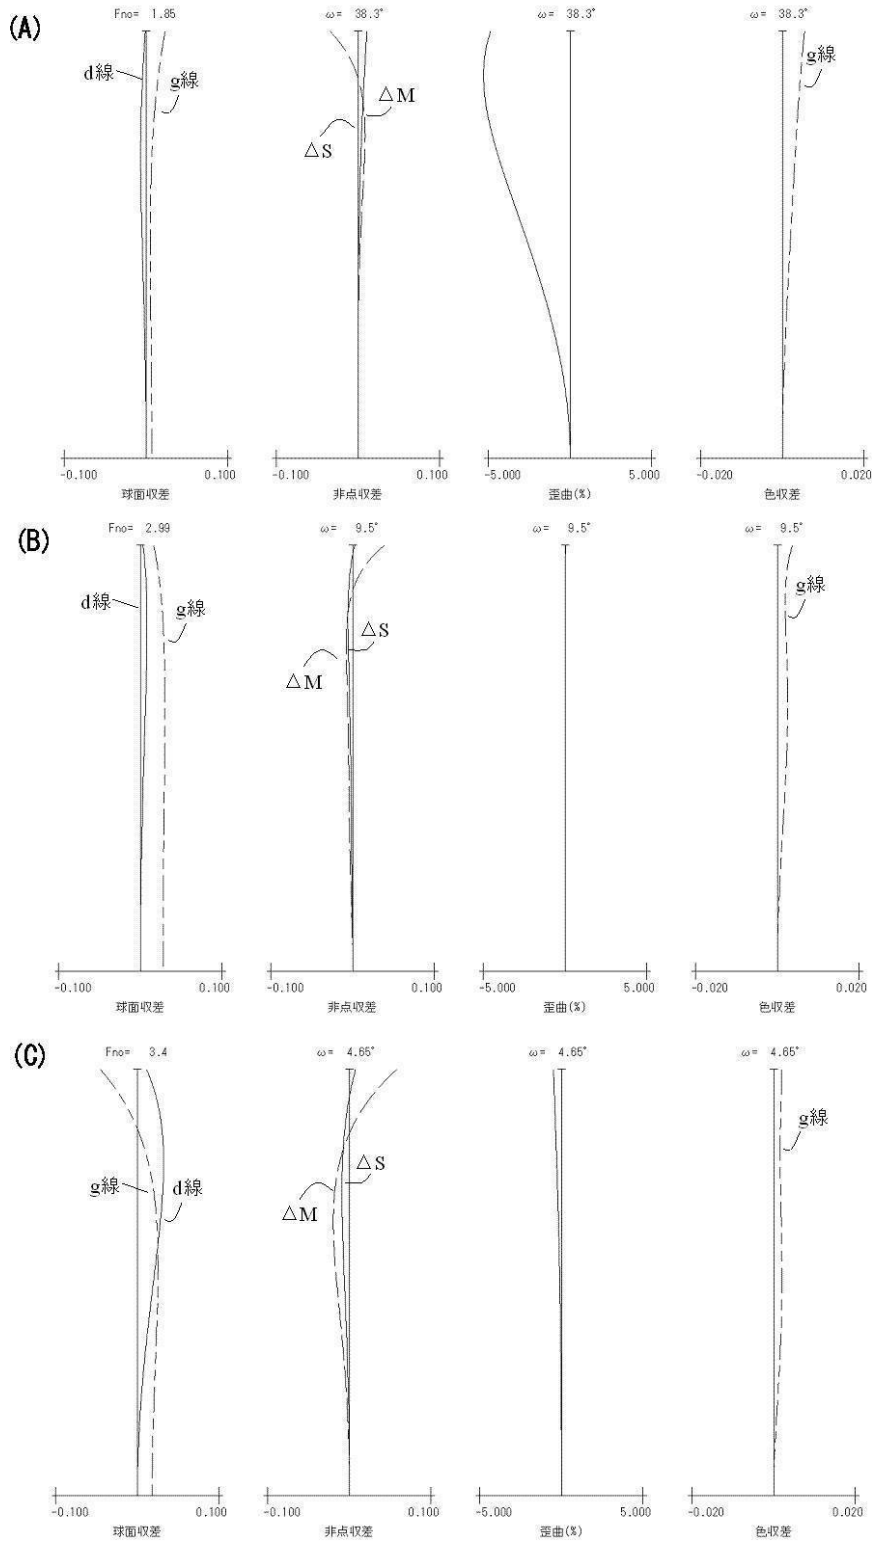 (A)
Fno= 1.85
ω= 38.3°
ω= 38.3°
ω= 38.3°
d線
g線
△M
△S
g線
-0.100
0.100
-0.100
0.100
-5.000
5.000
-0.020
0.020
球面収差
非点収差
歪曲(%)
色収差
(B)
Fno= 2.99
ω= 9.5°
ω= 9.5°
ω= 9.5°
d線
g線
△S
△M
g線
-0.100
0.100
-0.100
0.100
-5.000
5.000
-0.020
0.020
球面収差
非点収差
歪曲(%)
色収差
(C)
Fno= 3.4
ω= 4.65°
ω= 4.65°
ω= 4.65°
g線
d線
△S
△M
g線
-0.100
0.100
-0.100
0.100
-5.000
5.000
-0.020
0.020
球面収差
非点収差
歪曲(%)
色収差